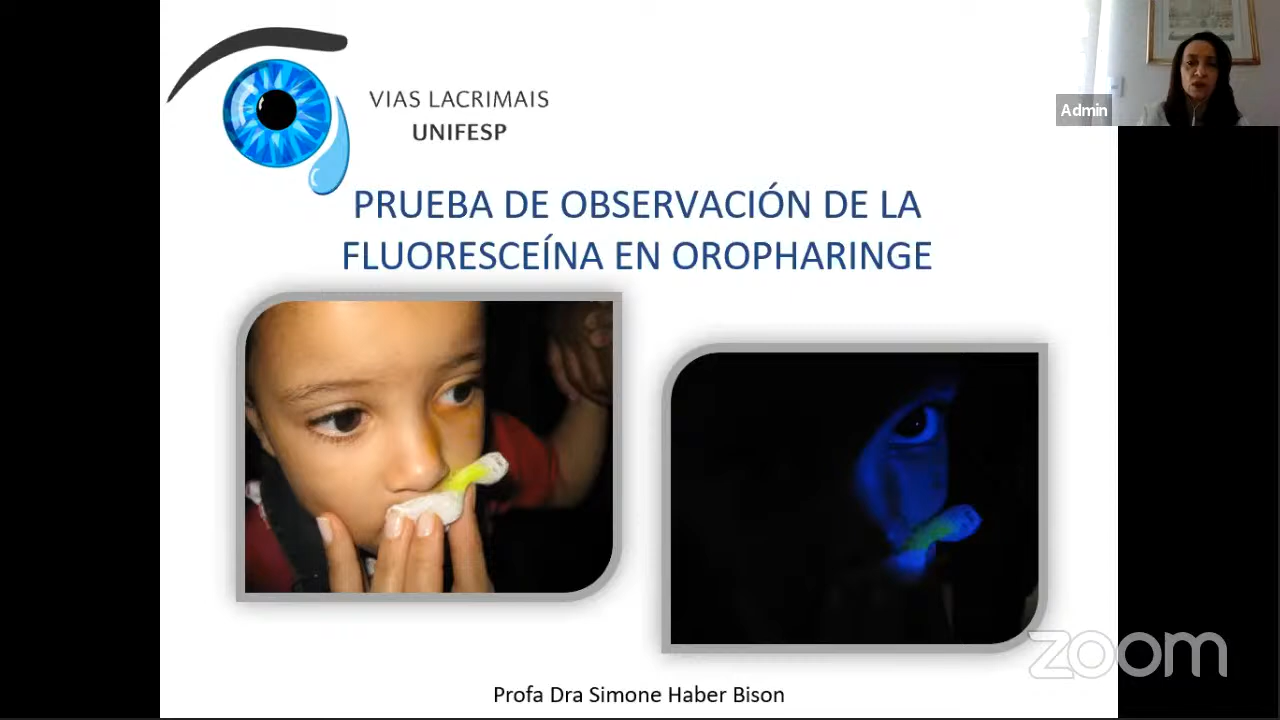 VIAS LACRIMAIS
UNIFESP
Admin
PRUEBA DE OBSERVACIÓN DE LA
FLUORESCEÍNA EN OROPHARINGE
zoom
Profa Dra Simone Haber Bison